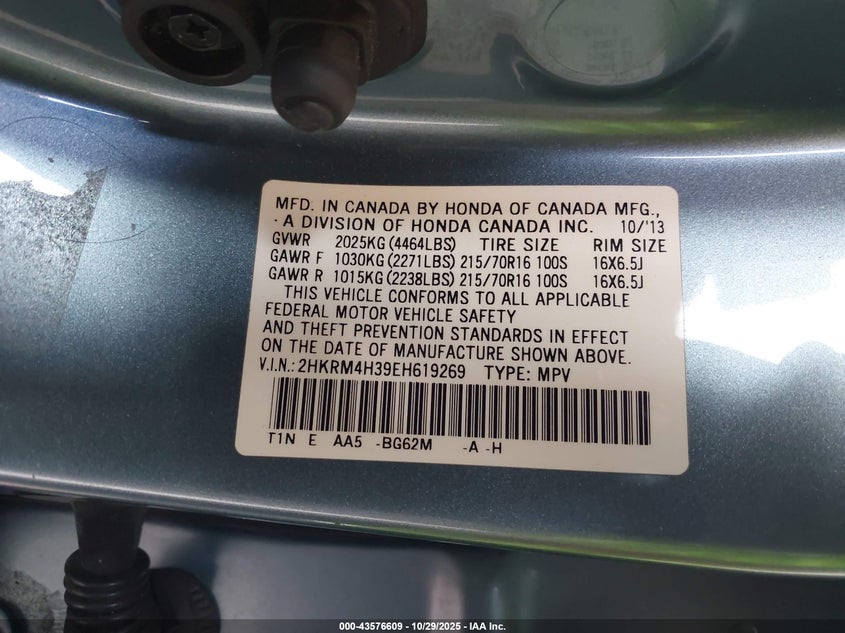 MFD. IN CANADA BY HONDA OF CANADA MFG.,
A DIVISION OF HONDA CANADA INC. 10/'13
GVWR 2025KG (4464LBS) TIRE SIZE RIM SIZE
GAWR F 1030KG (2271LBS) 215/70R16 100S 16X6.5J
GAWR R 1015KG (2238LBS) 215/70R16 100S 16X6.5J
THIS VEHICLE CONFORMS TO ALL APPLICABLE
FEDERAL MOTOR VEHICLE SAFETY
AND THEFT PREVENTION STANDARDS IN EFFECT
ON THE DATE OF MANUFACTURE SHOWN ABOVE.
V.I.N.: 2HKRM4H39EH619269 TYPE: MPV
T1N E AA5 -BG62M -A -H
000-43576609 - 10/29/2025 - IAA Inc.